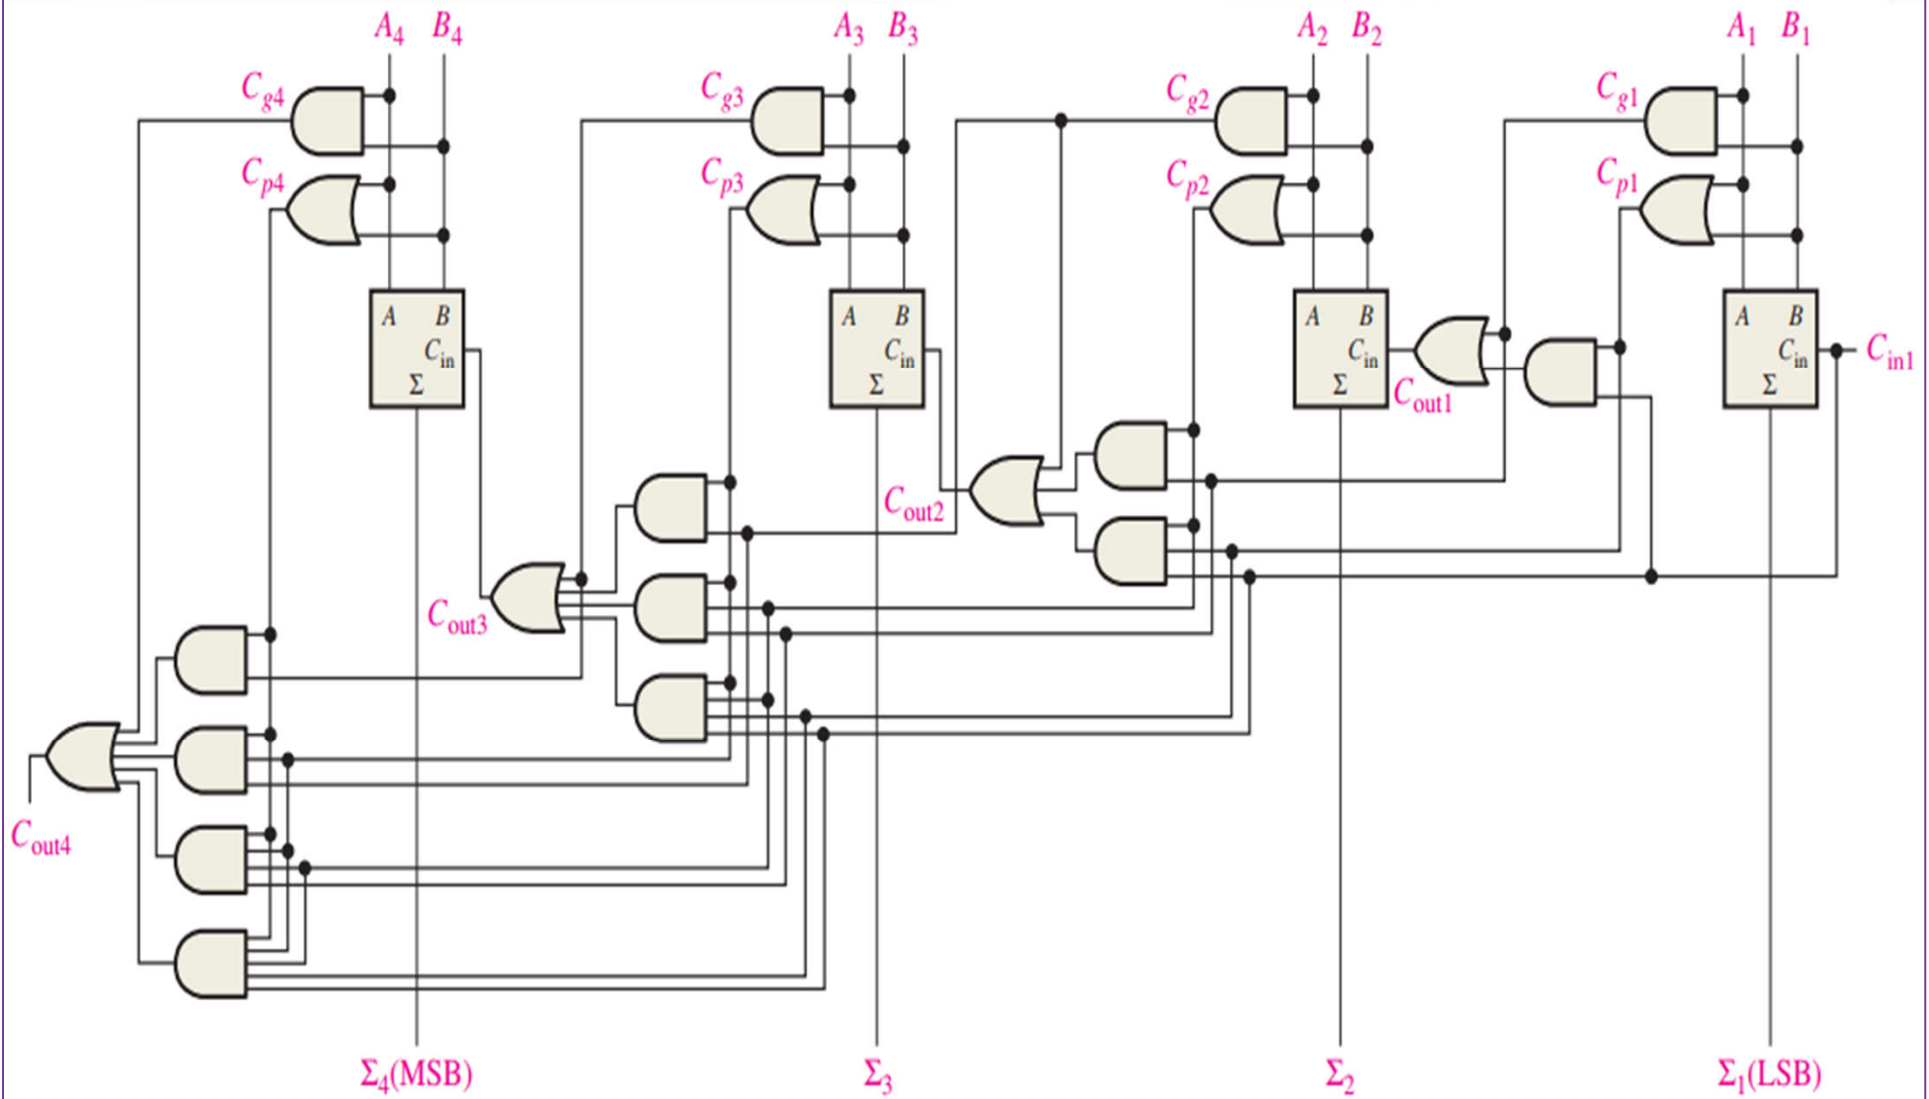 A4 B4 A3 B3 A2 B2 A1 B1
Cg4 Cg3 Cg2 Cg1
Cp4 Cp3 Cp2 Cp1
A B A B A B A B
Cin Cin Cin Cin Cin1
Σ Σ Σ Σ
Cout1
Cout2
Cout3
Cout4
Σ4(MSB) Σ3 Σ2 Σ1(LSB)